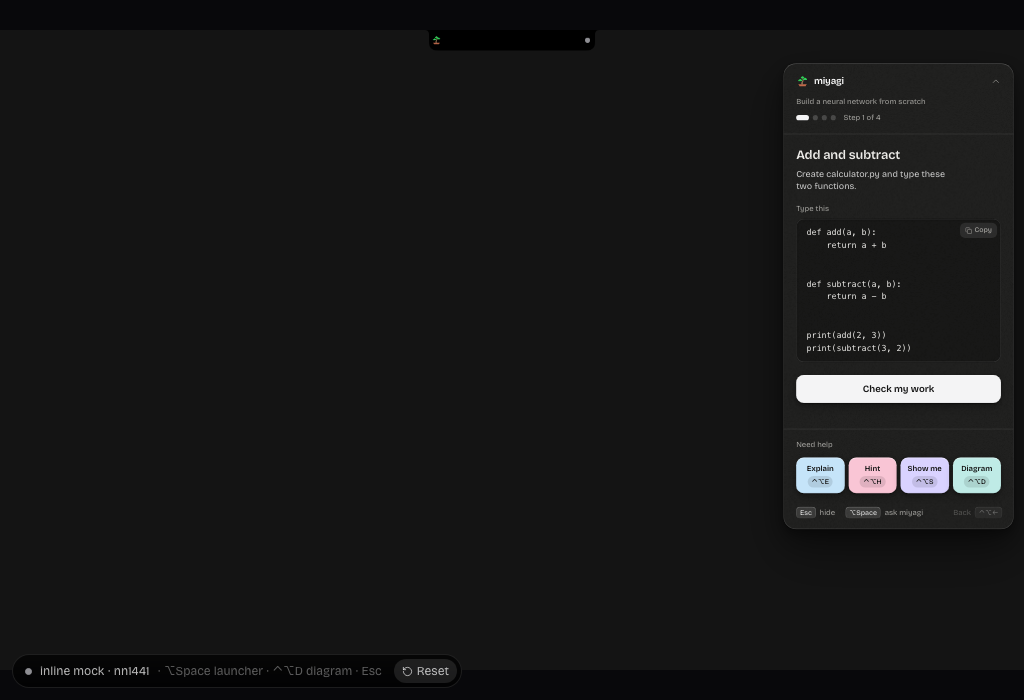 miyagi
Build a neural network from scratch
Step 1 of 4
Add and subtract
Create calculator.py and type these
two functions.
Type this
Copy
def add(a, b):
    return a + b
def subtract(a, b):
    return a - b
print(add(2, 3))
print(subtract(3, 2))
Check my work
Need help
Explain
⌃⌥E
Hint
⌃⌥H
Show me
⌃⌥S
Diagram
⌃⌥D
Esc hide ⌥Space ask miyagi Back ⌃⌥←
inline mock · nn1441 · ⌥Space launcher · ⌃⌥D diagram · Esc Reset